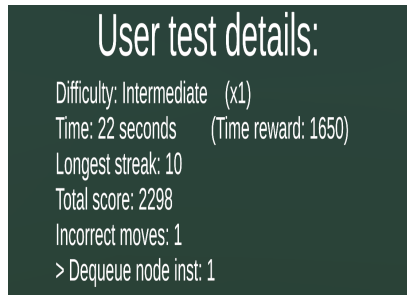 User test details:
Difficulty: Intermediate (x1)
Time: 22 seconds (Time reward: 1650)
Longest streak: 10
Total score: 2298
Incorrect moves: 1
> Dequeue node inst: 1